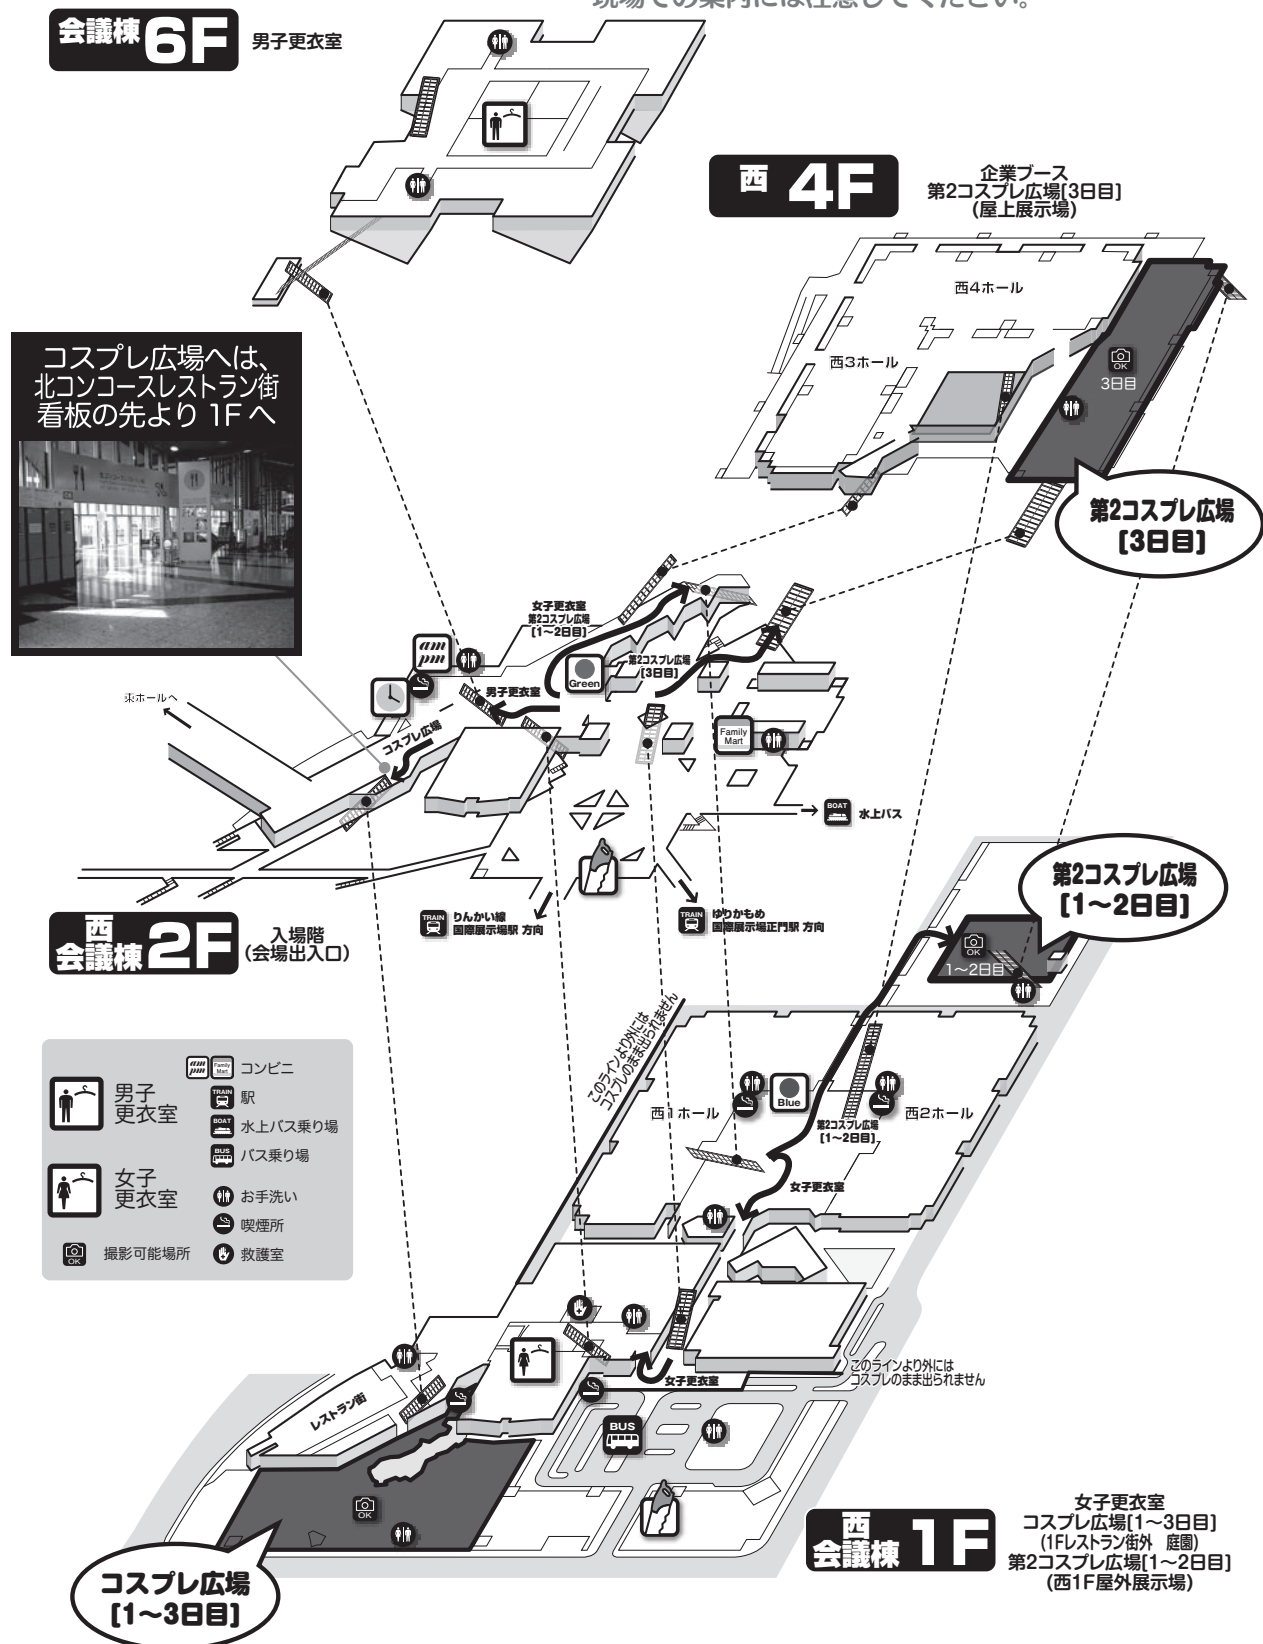 現場での案内には注意してください。
会議棟 6F
男子更衣室
西 4F
企業ブース
第2コスプレ広場[3日目]
(屋上展示場)
西4ホール
西3ホール
OK
3日目
第2コスプレ広場
[3日目]
コスプレ広場へは、
北コンコースレストラン街
看板の先より 1F へ
女子更衣室
第2コスプレ広場
[1〜2日目]
第2コスプレ広場
[3日目]
am
pm
Green
男子更衣室
コスプレ広場
東ホールへ
Family
Mart
BOAT
水上バス
TRAIN
りんかい線
国際展示場駅 方向
TRAIN
ゆりかもめ
国際展示場正門駅 方向
西
会議棟 2F
入場階
(会場出入口)
第2コスプレ広場
[1〜2日目]
OK
1〜2日目
このラインより外には
コスプレのまま出られません
西1ホール
Blue
西2ホール
第2コスプレ広場
[1〜2日目]
女子更衣室
男子
更衣室
女子
更衣室
OK
撮影可能場所
am
pm
Family
Mart
コンビニ
TRAIN
駅
BOAT
水上バス乗り場
BUS
バス乗り場
お手洗い
喫煙所
救護室
女子更衣室
このラインより外には
コスプレのまま出られません
レストラン街
BUS
OK
コスプレ広場
[1〜3日目]
西
会議棟 1F
女子更衣室
コスプレ広場[1〜3日目]
(1Fレストラン街外 庭園)
第2コスプレ広場[1〜2日目]
(西1F屋外展示場)